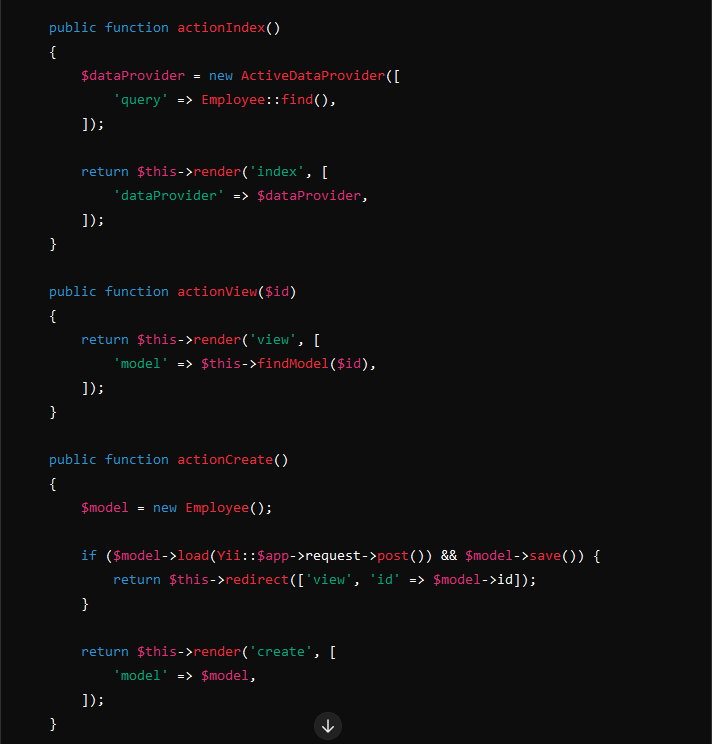 public function actionIndex()
{
    $dataProvider = new ActiveDataProvider([
        'query' => Employee::find(),
    ]);

    return $this->render('index', [
        'dataProvider' => $dataProvider,
    ]);
}

public function actionView($id)
{
    return $this->render('view', [
        'model' => $this->findModel($id),
    ]);
}

public function actionCreate()
{
    $model = new Employee();

    if ($model->load(Yii::$app->request->post()) && $model->save()) {
        return $this->redirect(['view', 'id' => $model->id]);
    }

    return $this->render('create', [
        'model' => $model,
    ]);
}